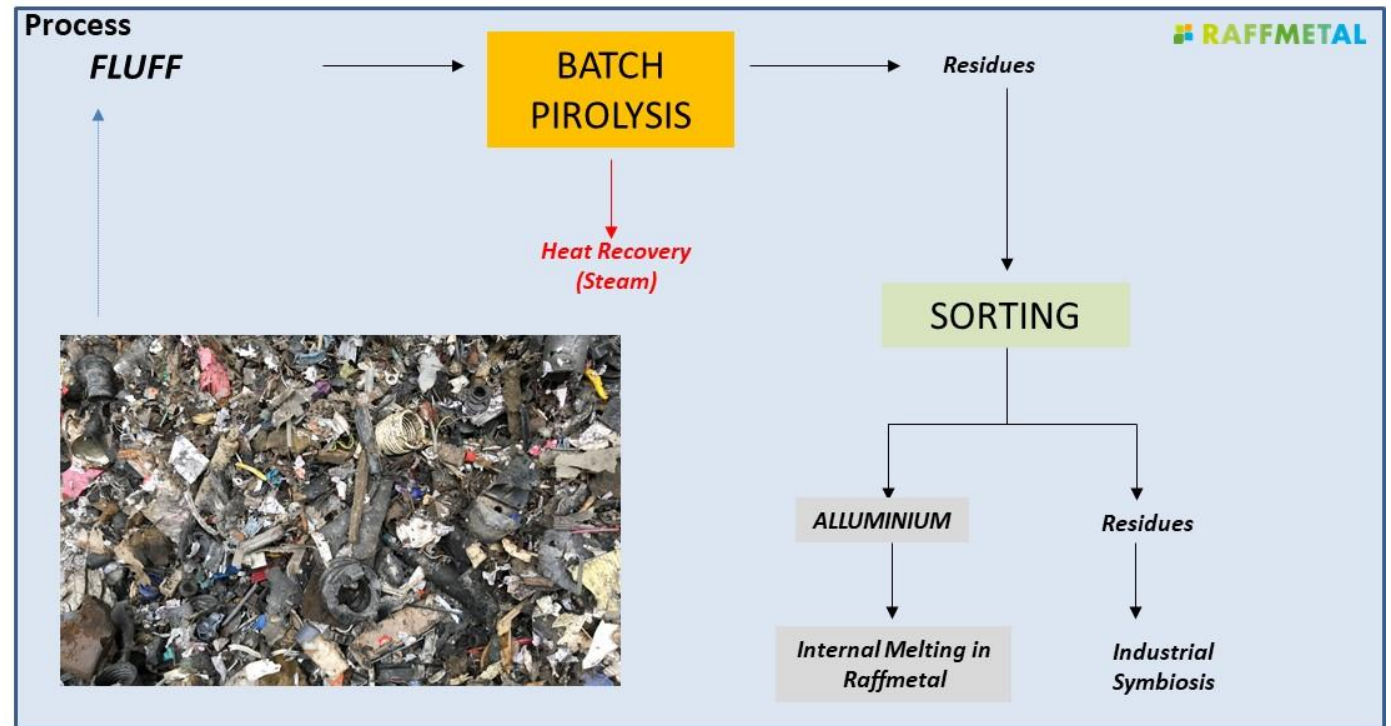 Process
RAFFMETAL
FLUFF
BATCH
PIROLYSIS
Residues
Heat Recovery
(Steam)
SORTING
ALLUMINIUM
Residues
Internal Melting in
Raffmetal
Industrial
Symbiosis